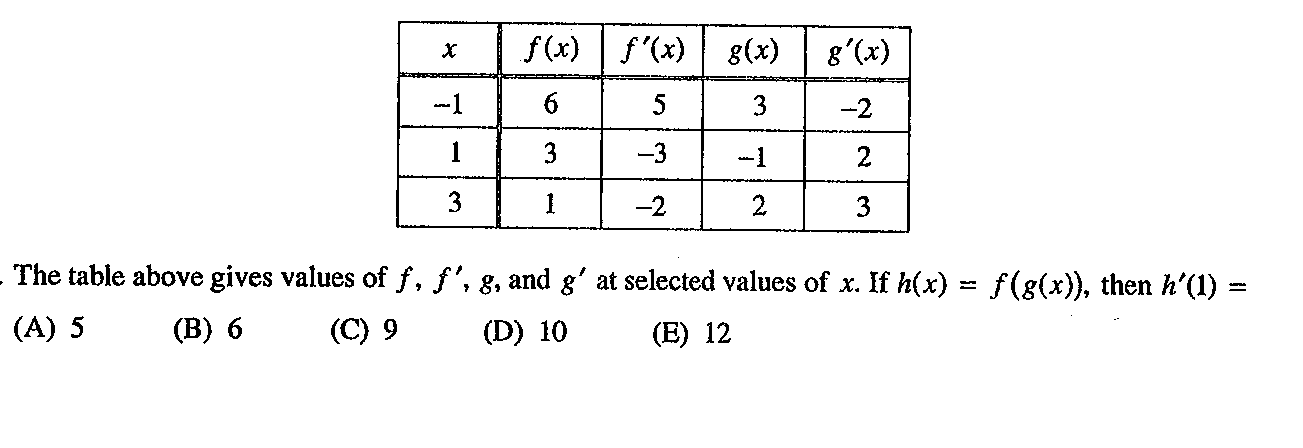 x f(x) f′(x) g(x) g′(x)
−1 6 5 3 −2
1 3 −3 −1 2
3 1 −2 2 3
. The table above gives values of f, f′, g, and g′ at selected values of x. If h(x) = f(g(x)), then h′(1) =
(A) 5 (B) 6 (C) 9 (D) 10 (E) 12